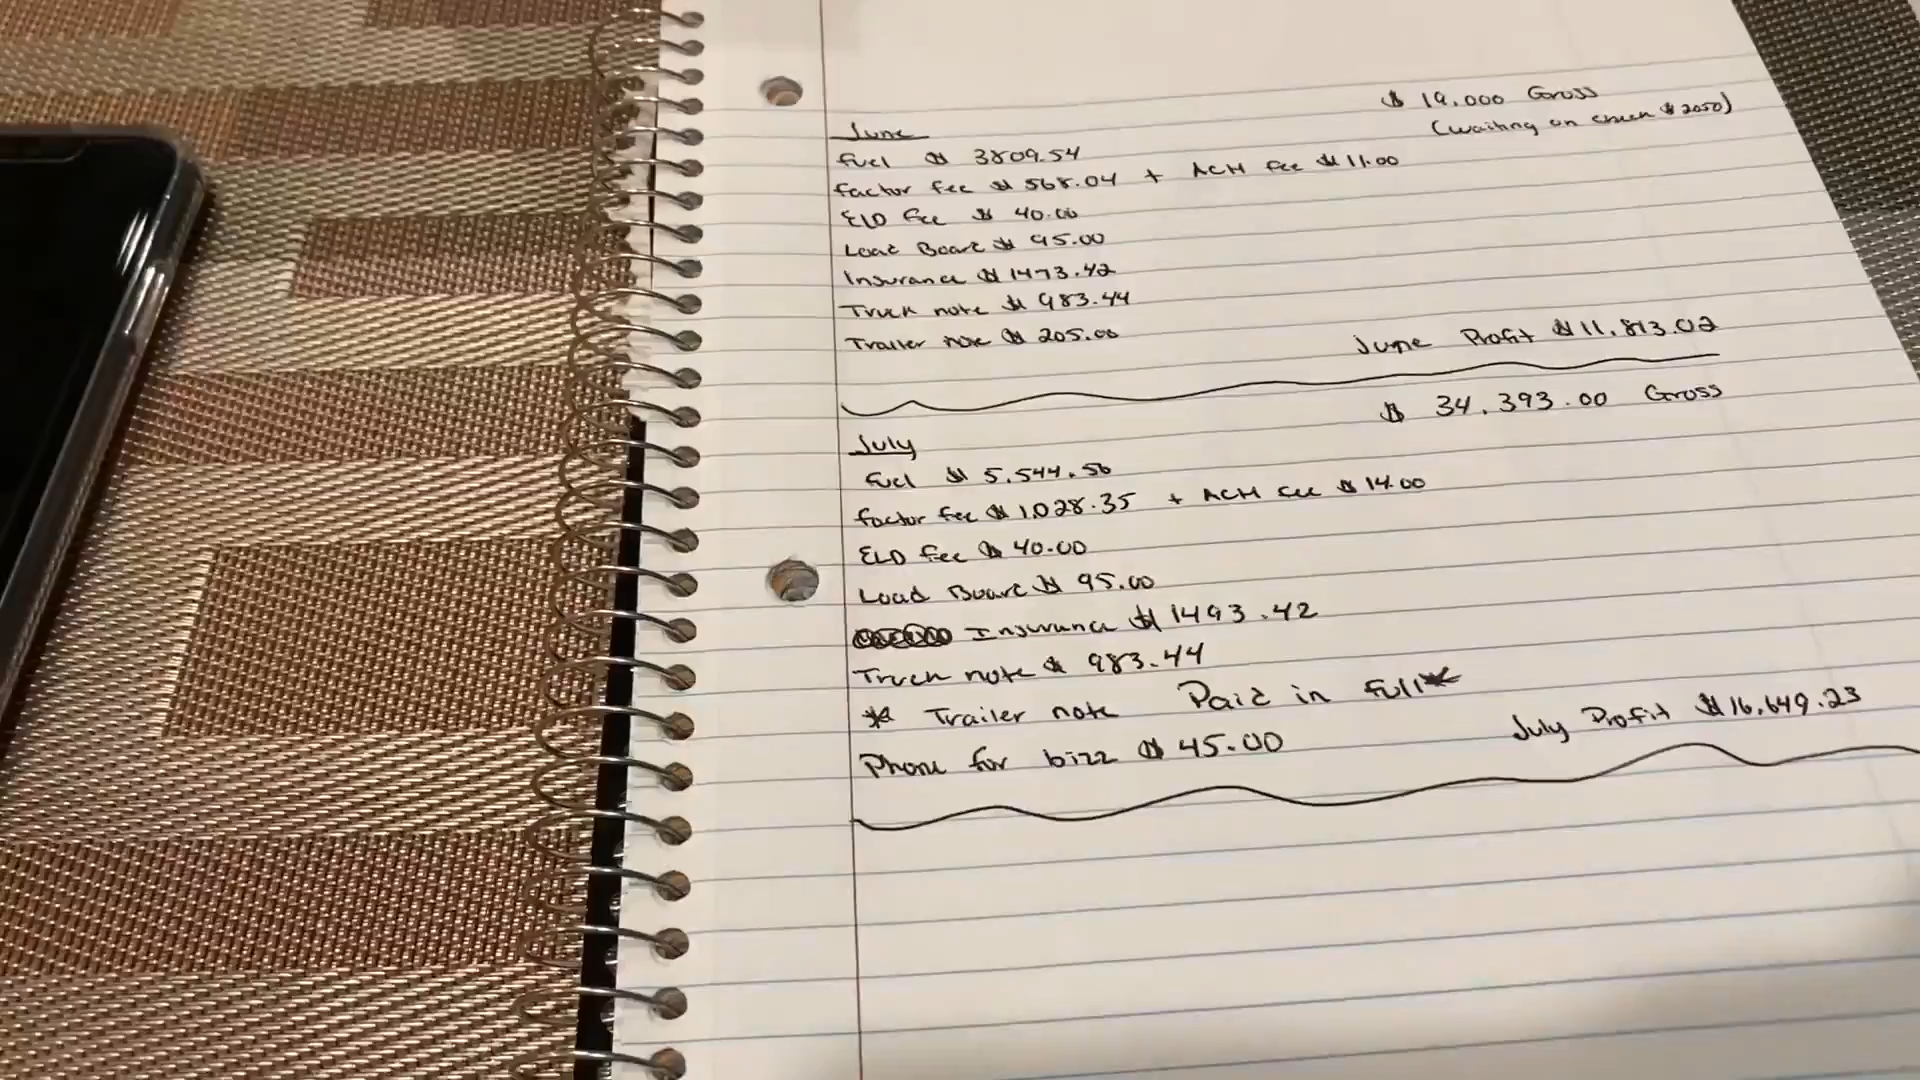 $ 19,000 Gross
(waiting on check $2050)
June
fuel $ 3809.54
factor fee $ 568.04 + ACH fee $ 11.00
ELD fee $ 40.00
Load Board $ 95.00
Insurance $ 1473.42
Truck note $ 983.44
Trailer note $ 205.00
June Profit $ 11,813.02
$ 34,393.00 Gross
July
fuel $ 5,544.56
factor fee $ 1,028.35 + ACH fee $ 14.00
ELD fee $ 40.00
Load Board $ 95.00
Insurance $ 1493.42
Truck note $ 983.44
* Trailer note Paid in full*
Phone for bizz $ 45.00
July Profit $ 16,649.23